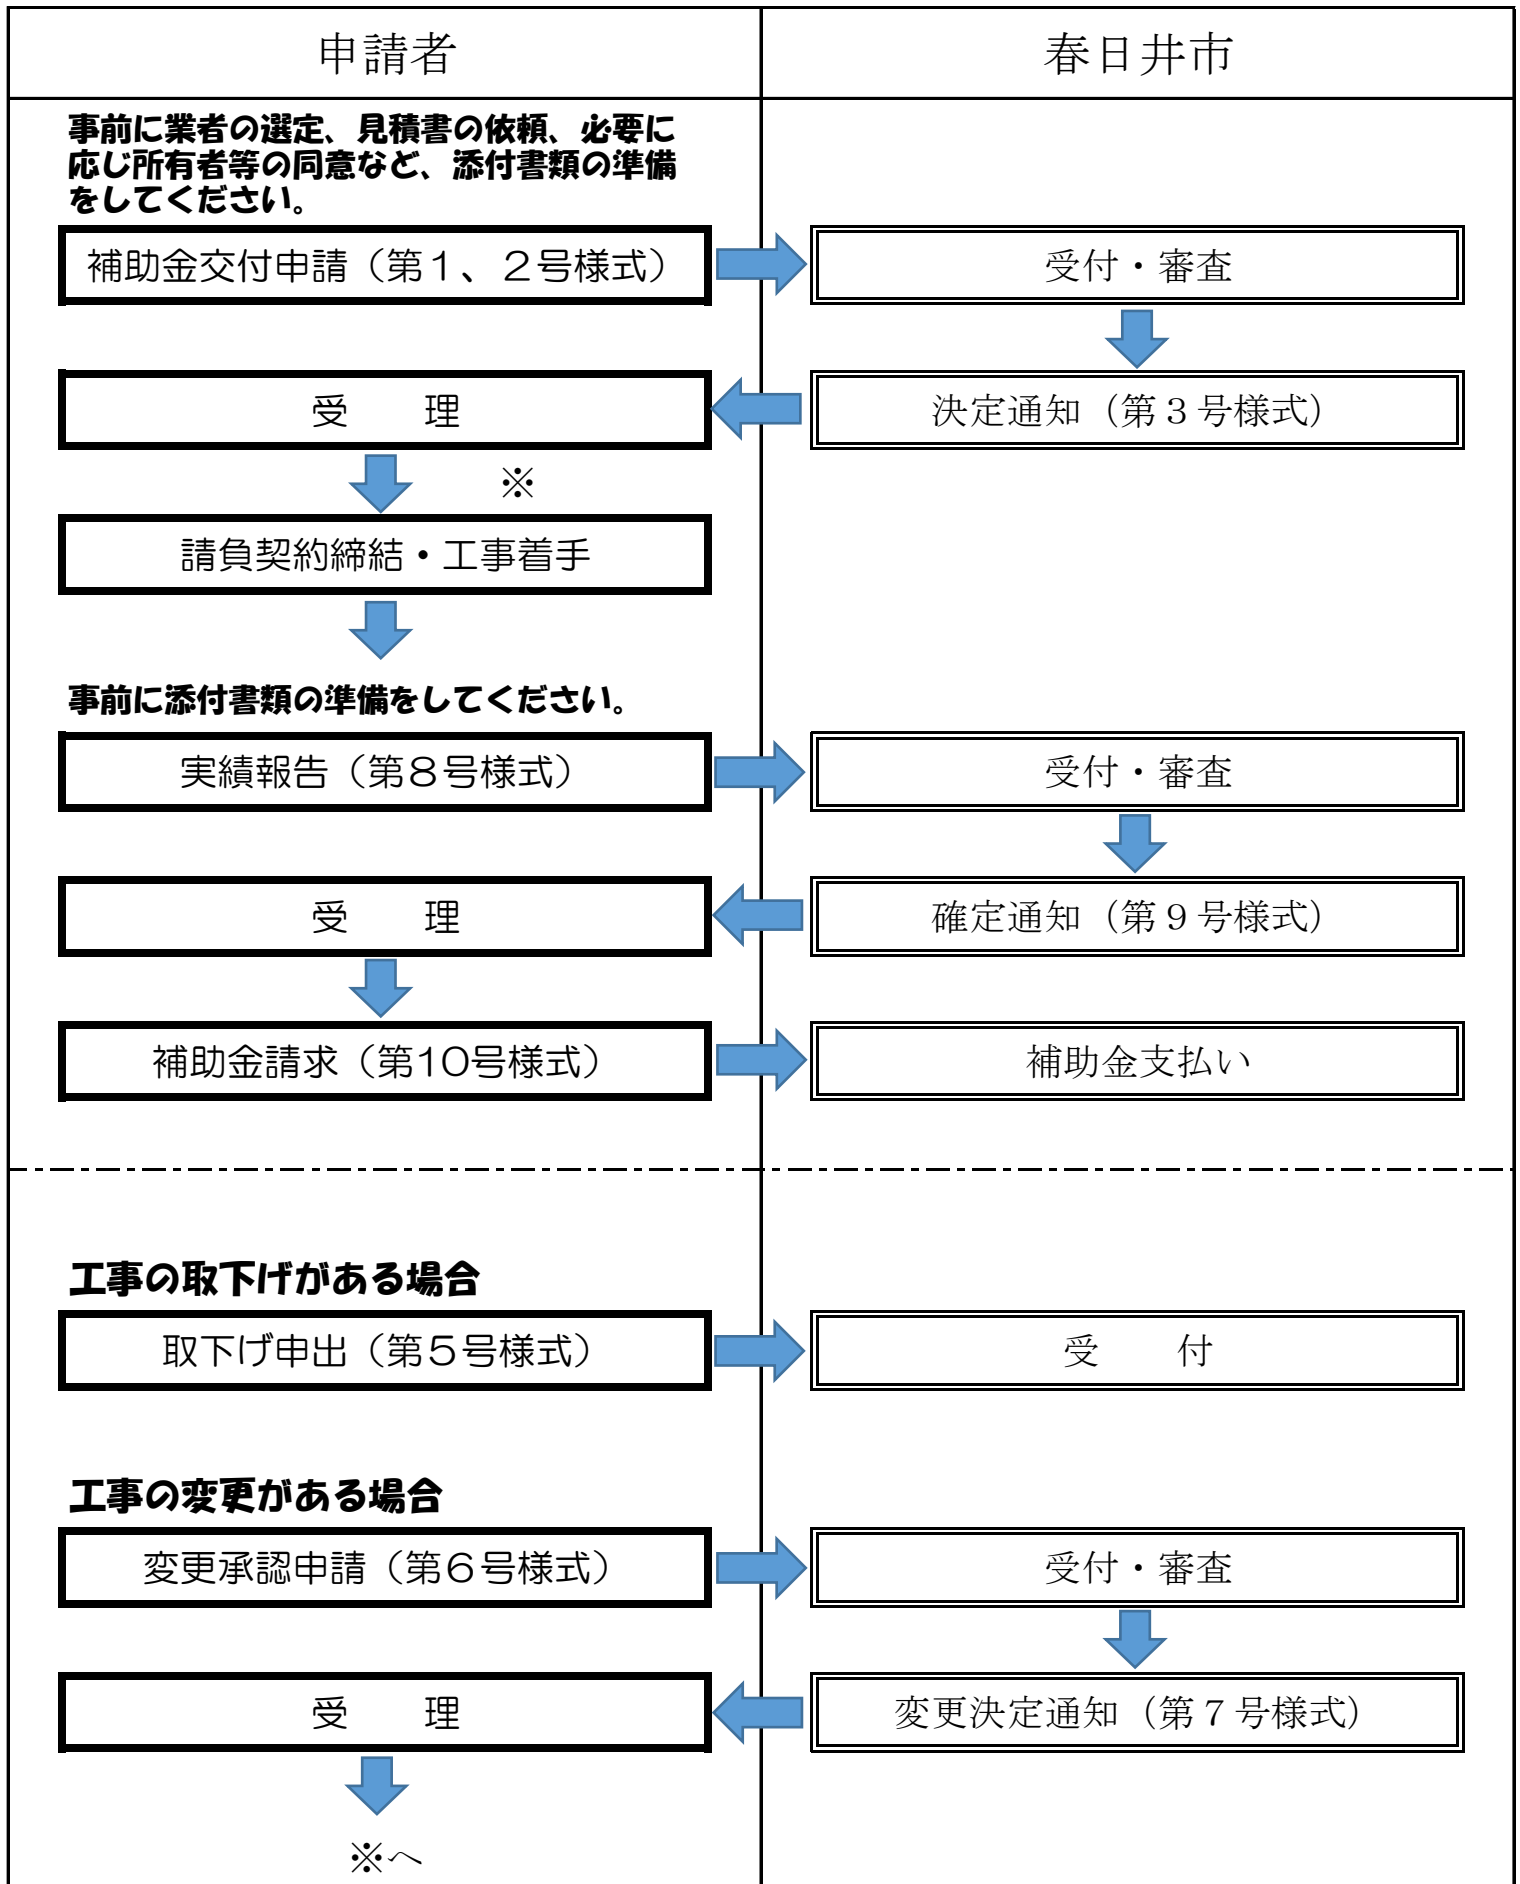 申請者
春日井市
事前に業者の選定、見積書の依頼、必要に
応じ所有者等の同意など、添付書類の準備
をしてください。
補助金交付申請（第１、２号様式）
受付・審査
受　　理
決定通知（第３号様式）
※
請負契約締結・工事着手
事前に添付書類の準備をしてください。
実績報告（第８号様式）
受付・審査
受　　理
確定通知（第９号様式）
補助金請求（第10号様式）
補助金支払い
工事の取下げがある場合
取下げ申出（第５号様式）
受　　付
工事の変更がある場合
変更承認申請（第６号様式）
受付・審査
受　　理
変更決定通知（第７号様式）
※へ